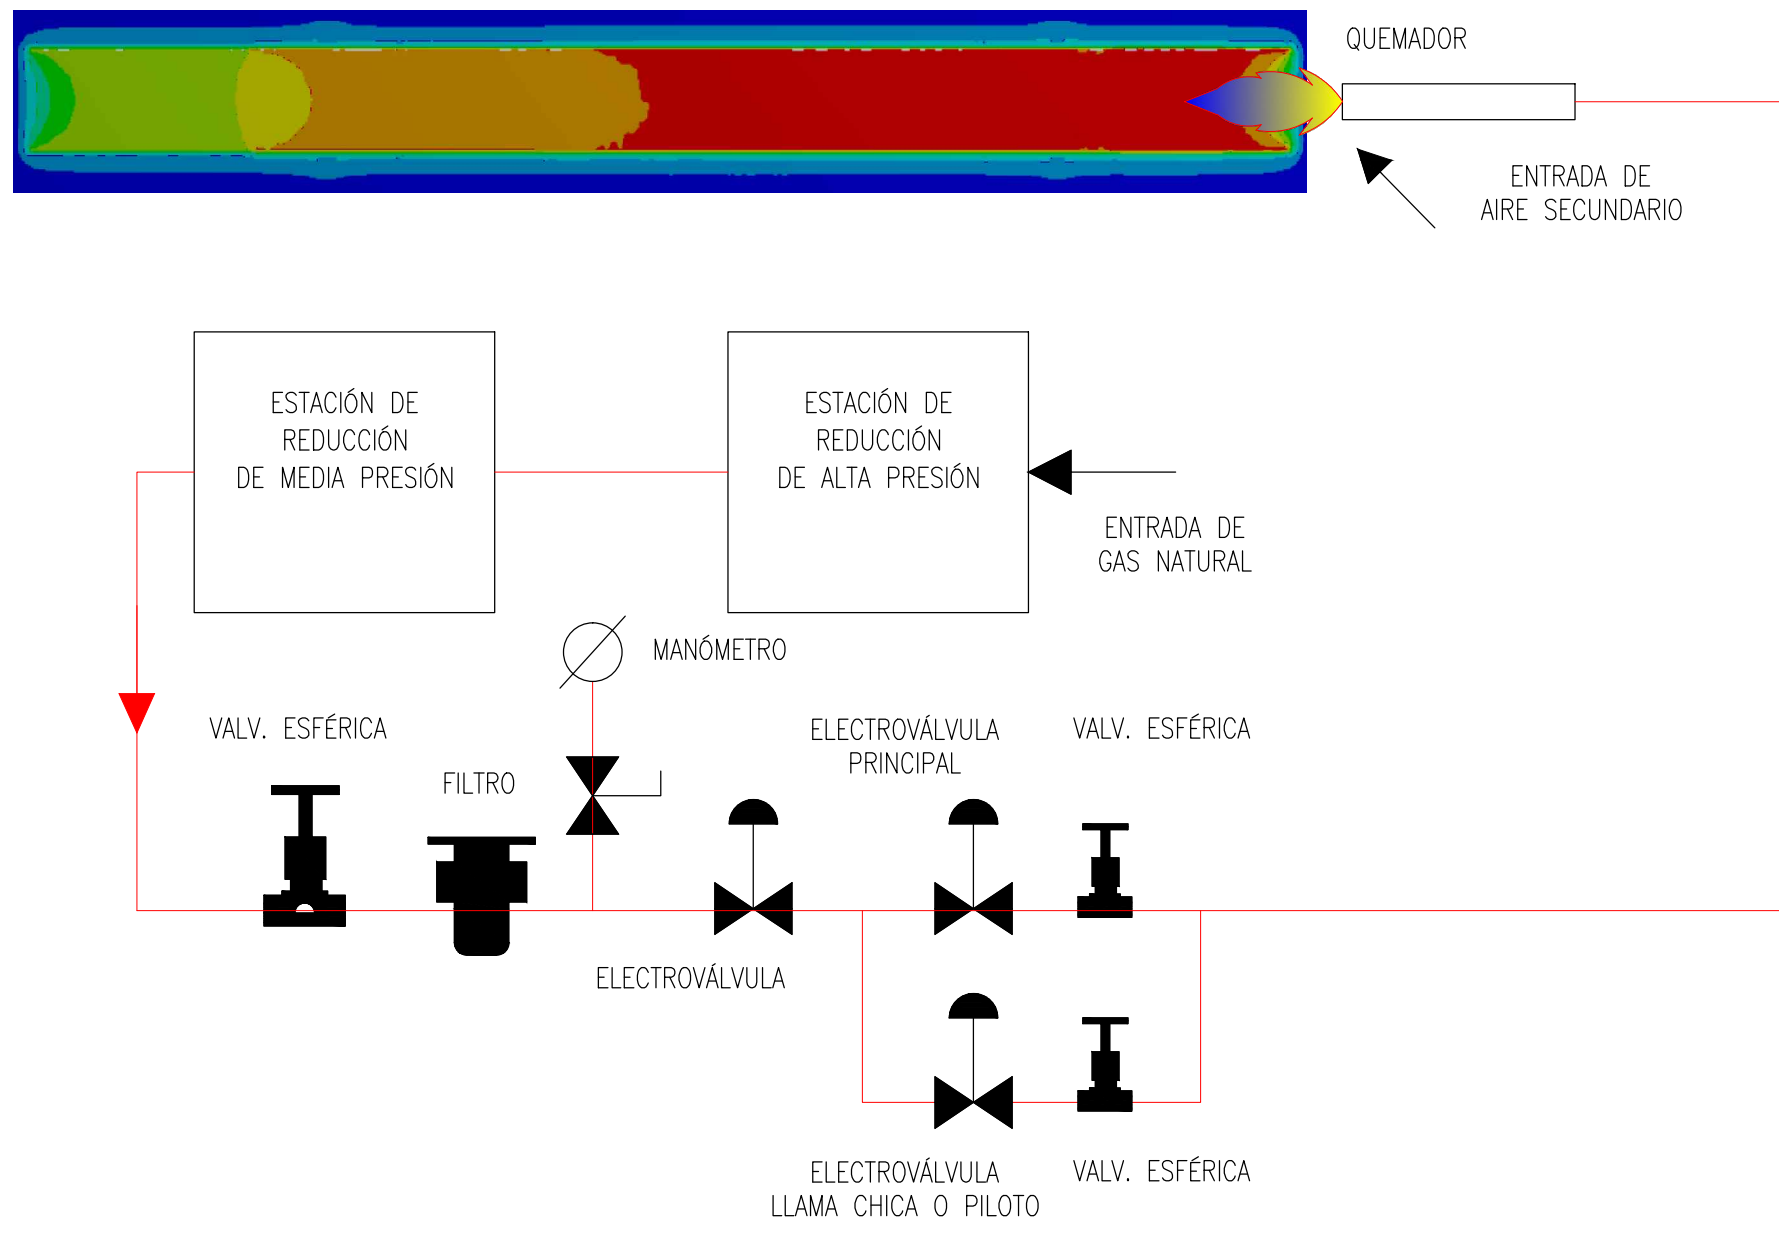 QUEMADOR
ENTRADA DE
AIRE SECUNDARIO
ESTACIÓN DE
REDUCCIÓN
DE MEDIA PRESIÓN
ESTACIÓN DE
REDUCCIÓN
DE ALTA PRESIÓN
ENTRADA DE
GAS NATURAL
MANÓMETRO
VALV. ESFÉRICA
FILTRO
ELECTROVÁLVULA
PRINCIPAL
VALV. ESFÉRICA
ELECTROVÁLVULA
ELECTROVÁLVULA
LLAMA CHICA O PILOTO
VALV. ESFÉRICA